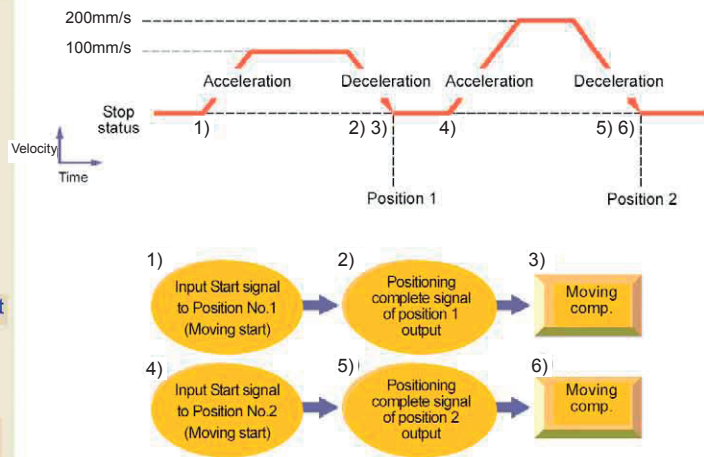 200mm/s
100mm/s
Acceleration Deceleration Acceleration Deceleration
Stop
status
1) 2) 3) 4) 5) 6)
Velocity
Time
Position 1 Position 2
1) 2) 3)
Input Start signal
to Position No.1
(Moving start)
Positioning
complete signal
of position 1
output
Moving
comp.
4) 5) 6)
Input Start signal
to Position No.2
(Moving start)
Positioning
complete signal
of position 2
output
Moving
comp.
t